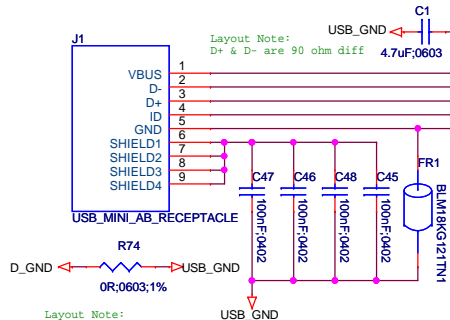 C1
USB_GND
4.7uF;0603
Layout Note:
D+ & D- are 90 ohm diff
J1
VBUS 1
D- 2
D+ 3
ID 4
GND 5
SHIELD1 6
SHIELD2 7
SHIELD3 8
SHIELD4 9
USB_MINI_AB_RECEPTACLE
C47
100nF;0402
C46
100nF;0402
C48
100nF;0402
C45
100nF;0402
FR1
BLM18KG121TN1
R74
D_GND
USB_GND
0R;0603;1%
USB_GND
Layout Note: